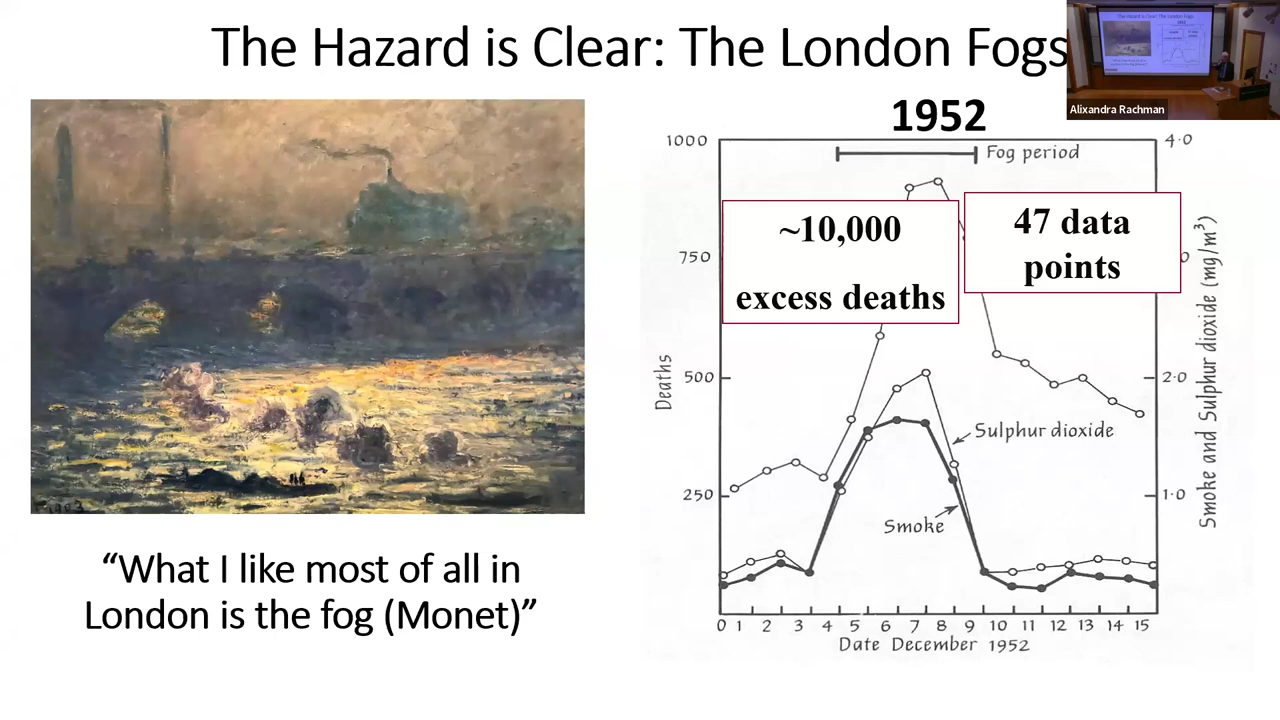 The Hazard is Clear: The London Fogs
Alixandra Rachman
1952
1000
4·0
Fog period
~10,000
excess deaths
47 data
points
750
500
2·0
250
1·0
Deaths
Smoke and Sulphur dioxide (mg/m³)
Sulphur dioxide
Smoke
0 1 2 3 4 5 6 7 8 9 10 11 12 13 14 15
Date December 1952
1903
“What I like most of all in
London is the fog (Monet)”